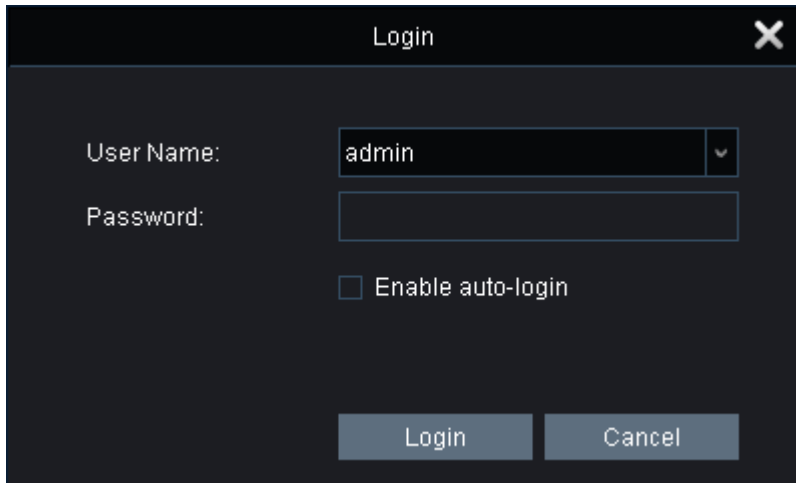 Login
User Name: admin
Password:
Enable auto-login
Login Cancel